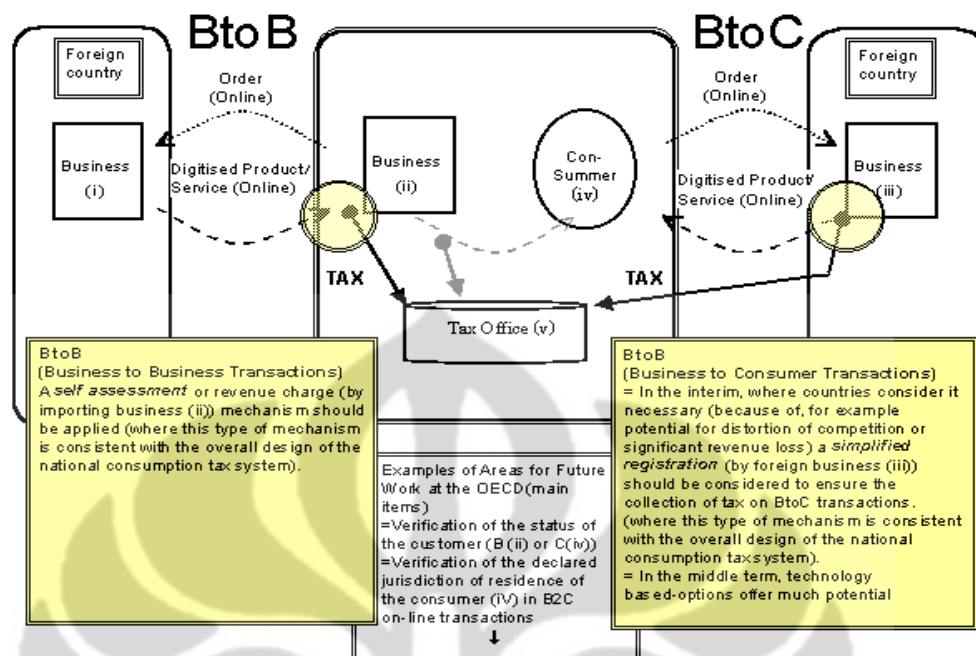 BtoB
BtoC
Foreign
country
Foreign
country
Order
(Online)
Order
(Online)
Business
(i)
Digitised Product/
Service (Online)
Business
(ii)
Con-
Summer
(iv)
Digitised Product/
Service (Online)
Business
(iii)
TAX
TAX
Tax Office (v)
BtoB
(Business to Business Transactions)
A self assessment or revenue charge (by
importing business (ii)) mechanism should
be applied (where this type of mechanism
is consistent with the overall design of the
national consumption tax system).
Examples of Areas for Future
Work at the OECD(main
items)
=Verification of the status of
the customer (B(ii) or C(iv))
=Verification of the declared
jurisdiction of residence of
the consumer (iV) in B2C
on-line transactions
BtoB
(Business to Consumer Transactions)
= In the interim, where countries consider it
necessary (because of, for example
potential for distortion of competition or
significant revenue loss) a simplified
registration (by foreign business (iii))
should be considered to ensure the
collection of tax on BtoC transactions.
(where this type of mechanism is consistent
with the overall design of the national
consumption tax system).
= In the middle term, technology
based-options offer much potential